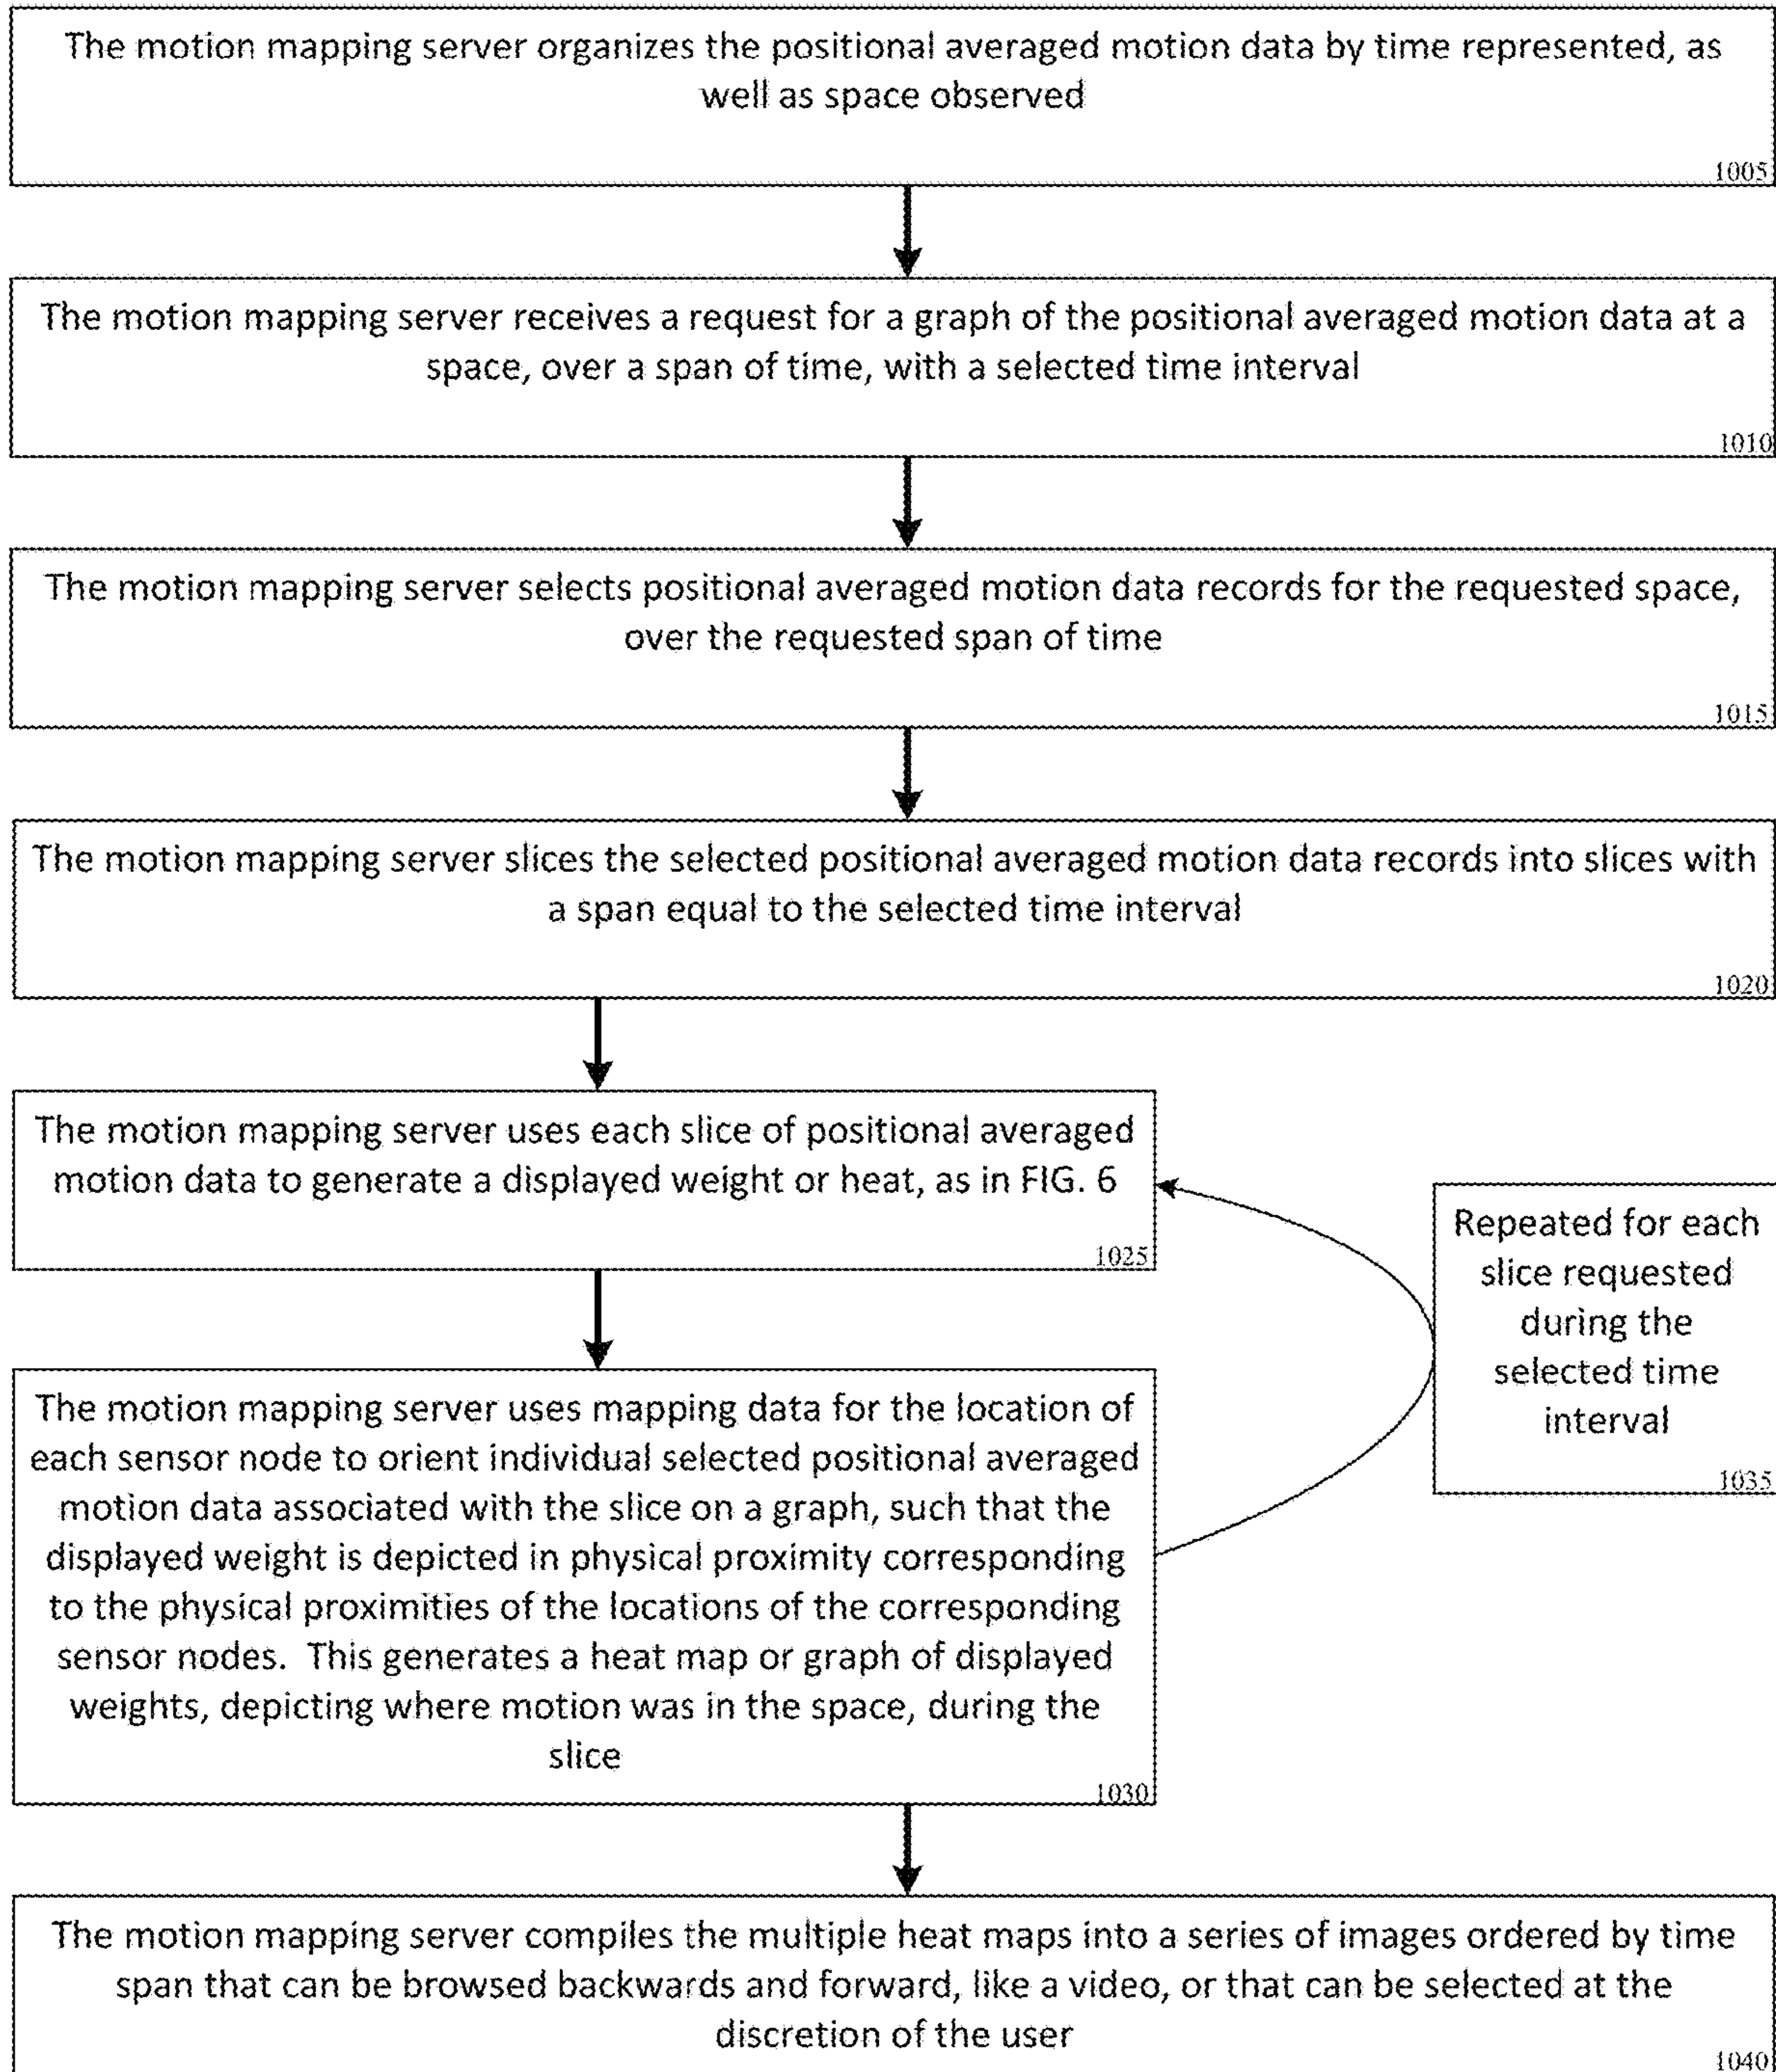 The motion mapping server organizes the positional averaged motion data by time represented, as
well as space observed
1005
The motion mapping server receives a request for a graph of the positional averaged motion data at a
space, over a span of time, with a selected time interval
1010
The motion mapping server selects positional averaged motion data records for the requested space,
over the requested span of time
1015
The motion mapping server slices the selected positional averaged motion data records into slices with
a span equal to the selected time interval
1020
The motion mapping server uses each slice of positional averaged
motion data to generate a displayed weight or heat, as in FIG. 6
1025
Repeated for each
slice requested
during the
selected time
interval
1035
The motion mapping server uses mapping data for the location of
each sensor node to orient individual selected positional averaged
motion data associated with the slice on a graph, such that the
displayed weight is depicted in physical proximity corresponding
to the physical proximities of the locations of the corresponding
sensor nodes.  This generates a heat map or graph of displayed
weights, depicting where motion was in the space, during the
slice
1030
The motion mapping server compiles the multiple heat maps into a series of images ordered by time
span that can be browsed backwards and forward, like a video, or that can be selected at the
discretion of the user
1040